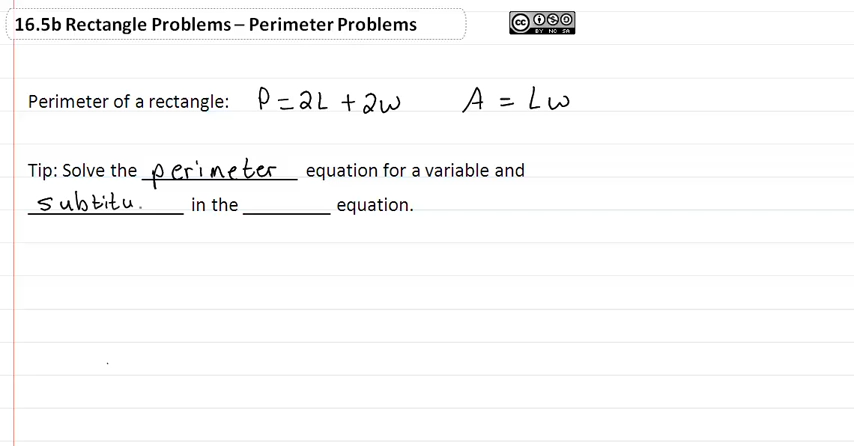 16.5b Rectangle Problems – Perimeter Problems
cc BY NC SA
Perimeter of a rectangle: P = 2L + 2w A = Lw
Tip: Solve the perimeter equation for a variable and
subtitu. in the ________ equation.